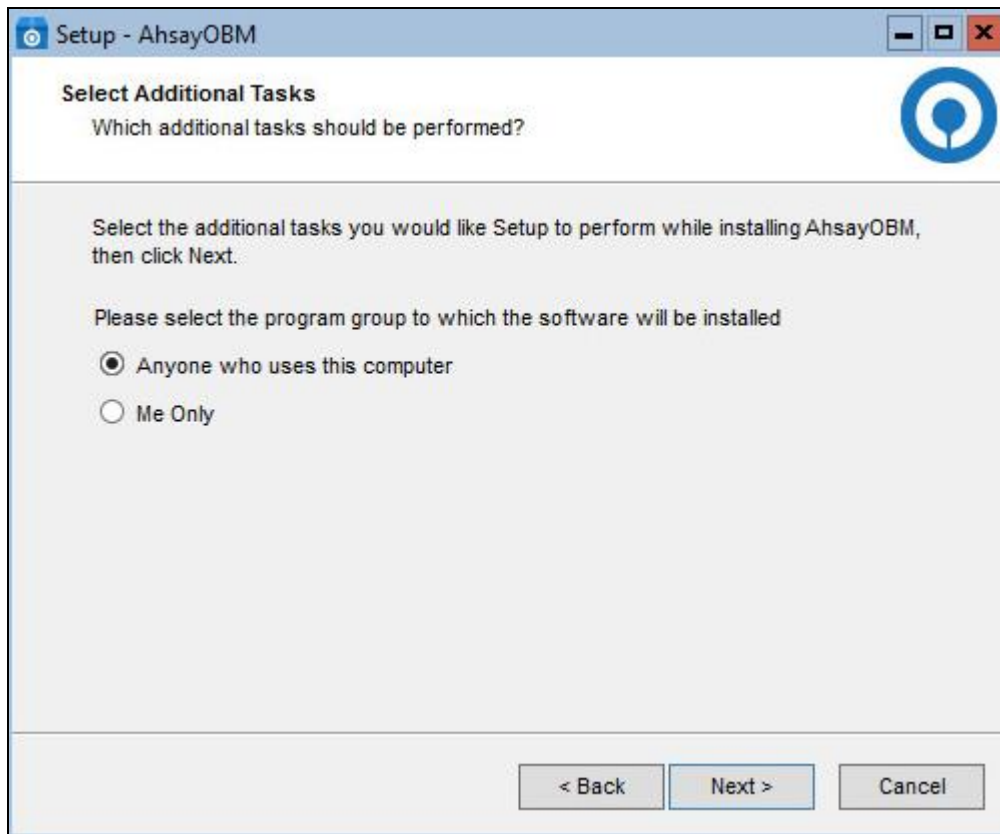 Setup - AhsayOBM
Select Additional Tasks
Which additional tasks should be performed?
Select the additional tasks you would like Setup to perform while installing AhsayOBM,
then click Next.
Please select the program group to which the software will be installed
Anyone who uses this computer
Me Only
< Back
Next >
Cancel